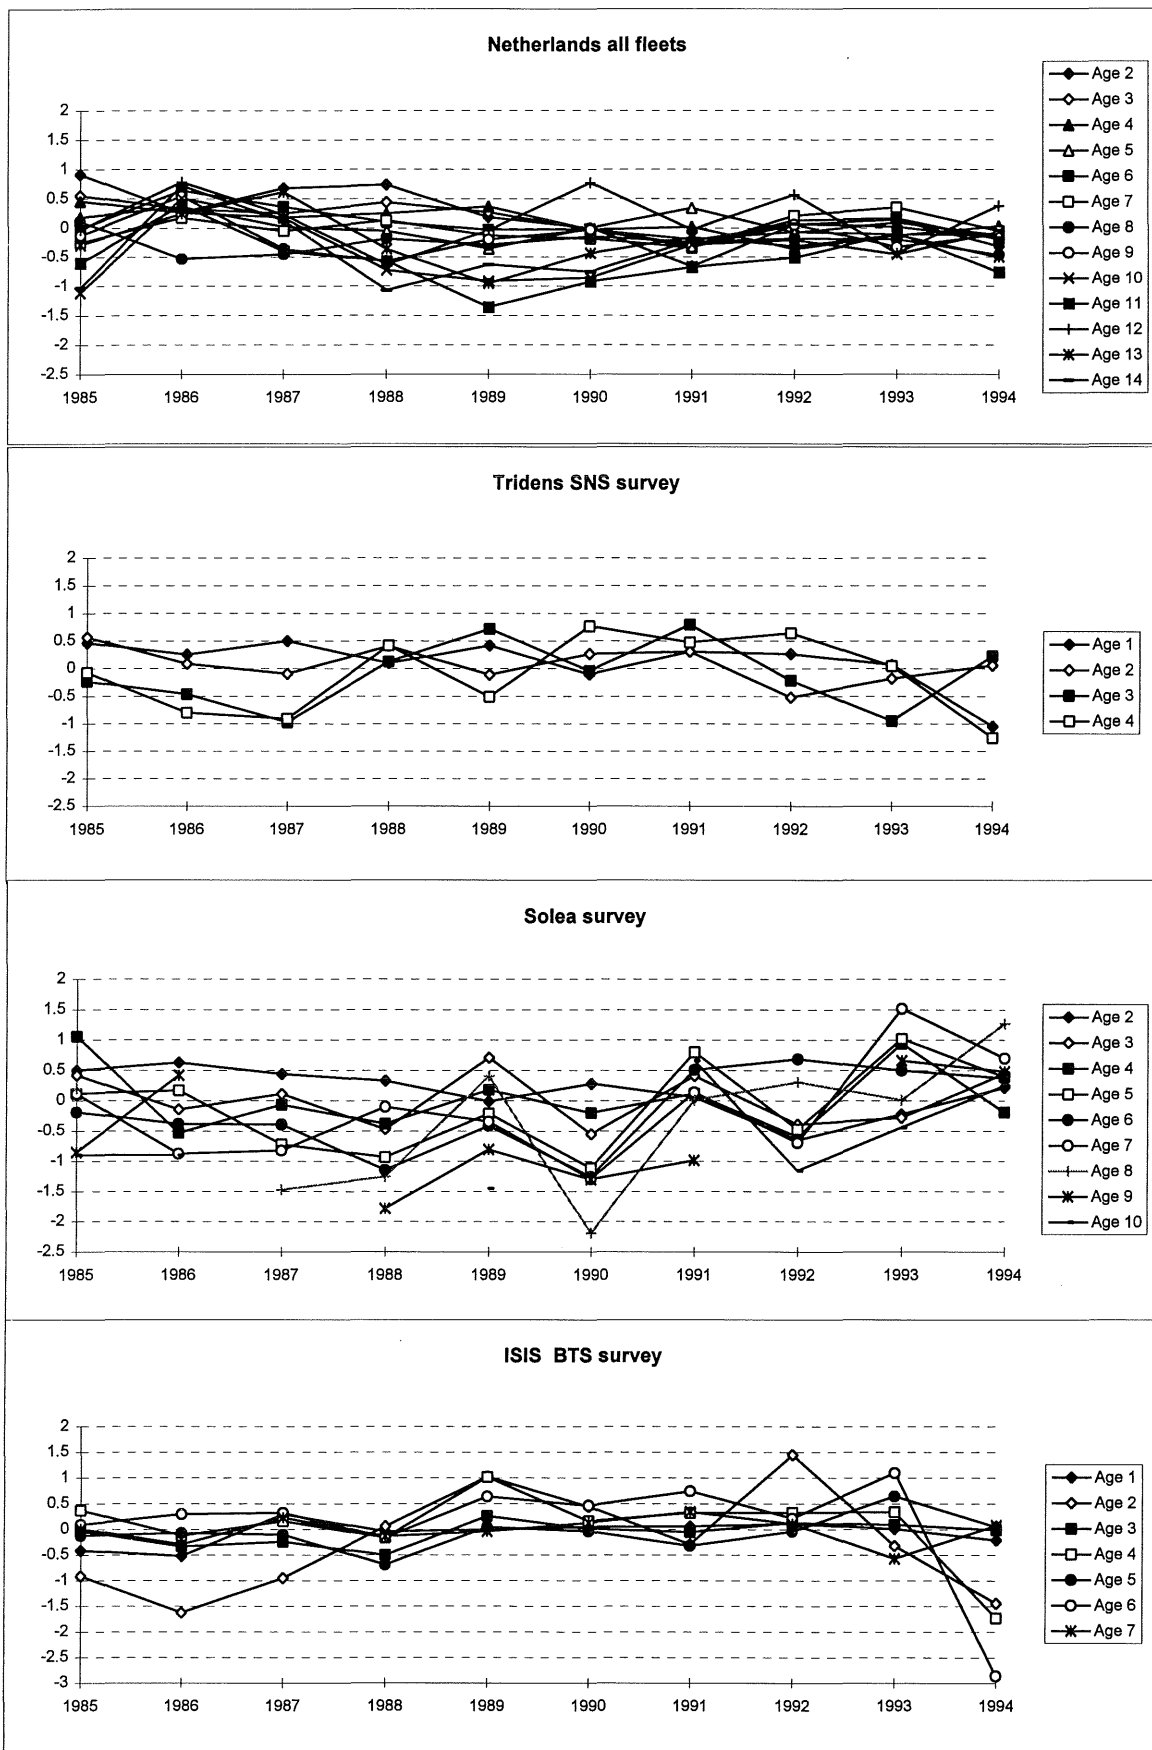 Netherlands all fleets
2
1.5
1
0.5
0
-0.5
-1
-1.5
-2
-2.5
1985 1986 1987 1988 1989 1990 1991 1992 1993 1994
Age 2
Age 3
Age 4
Age 5
Age 6
Age 7
Age 8
Age 9
Age 10
Age 11
Age 12
Age 13
Age 14
Tridens SNS survey
2
1.5
1
0.5
0
-0.5
-1
-1.5
-2
-2.5
1985 1986 1987 1988 1989 1990 1991 1992 1993 1994
Age 1
Age 2
Age 3
Age 4
Solea survey
2
1.5
1
0.5
0
-0.5
-1
-1.5
-2
-2.5
1985 1986 1987 1988 1989 1990 1991 1992 1993 1994
Age 2
Age 3
Age 4
Age 5
Age 6
Age 7
Age 8
Age 9
Age 10
ISIS BTS survey
2
1.5
1
0.5
0
-0.5
-1
-1.5
-2
-2.5
-3
1985 1986 1987 1988 1989 1990 1991 1992 1993 1994
Age 1
Age 2
Age 3
Age 4
Age 5
Age 6
Age 7